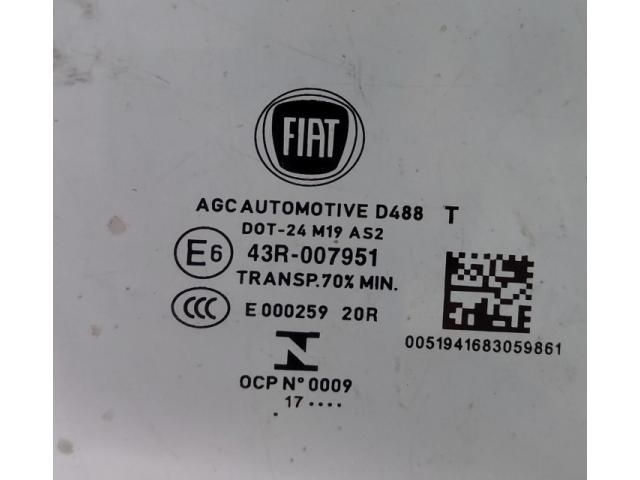 FIAT
AGC AUTOMOTIVE D488 T
DOT-24 M19 AS2
E6 43R-007951
TRANSP.70% MIN.
CCC E 000259 20R
0051941683059861
N
OCP N° 0009
17 ....